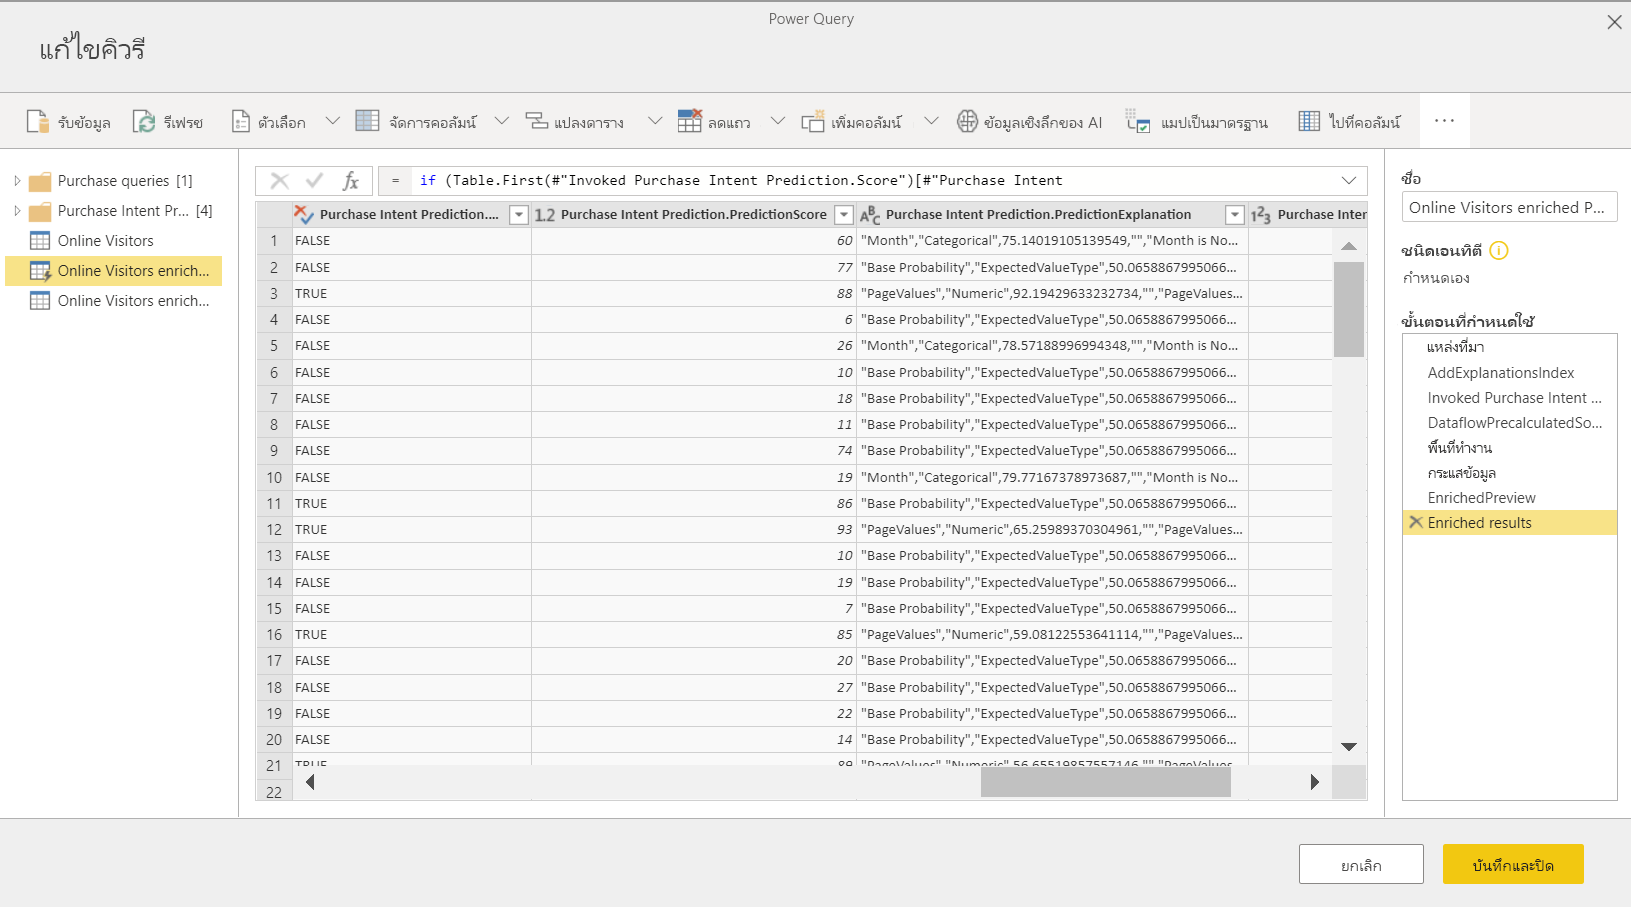 Power Query
แก้ไขคิวรี
รับข้อมูล รีเฟรช ตัวเลือก จัดการคอลัมน์ แปลงตาราง ลดแถว เพิ่มคอลัมน์ ข้อมูลเชิงลึกของ AI แมปเป็นมาตรฐาน ไปที่คอลัมน์ ...
Purchase queries [1]
Purchase Intent Pr... [4]
Online Visitors
Online Visitors enrich...
Online Visitors enrich...
fx = if (Table.First(#"Invoked Purchase Intent Prediction.Score")[#"Purchase Intent
Purchase Intent Prediction.... 1.2 Purchase Intent Prediction.PredictionScore ABC Purchase Intent Prediction.PredictionExplanation 123 Purchase Inter
1 FALSE 60 "Month","Categorical",75.14019105139549,"","Month is No...
2 FALSE 77 "Base Probability","ExpectedValueType",50.0658867995066...
3 TRUE 88 "PageValues","Numeric",92.19429633232734,"","PageValues...
4 FALSE 6 "Base Probability","ExpectedValueType",50.0658867995066...
5 FALSE 26 "Month","Categorical",78.57188996994348,"","Month is No...
6 FALSE 10 "Base Probability","ExpectedValueType",50.0658867995066...
7 FALSE 18 "Base Probability","ExpectedValueType",50.0658867995066...
8 FALSE 11 "Base Probability","ExpectedValueType",50.0658867995066...
9 FALSE 74 "Base Probability","ExpectedValueType",50.0658867995066...
10 FALSE 19 "Month","Categorical",79.77167378973687,"","Month is No...
11 TRUE 86 "Base Probability","ExpectedValueType",50.0658867995066...
12 TRUE 93 "PageValues","Numeric",65.25989370304961,"","PageValues...
13 FALSE 10 "Base Probability","ExpectedValueType",50.0658867995066...
14 FALSE 19 "Base Probability","ExpectedValueType",50.0658867995066...
15 FALSE 7 "Base Probability","ExpectedValueType",50.0658867995066...
16 TRUE 85 "PageValues","Numeric",59.08122553641114,"","PageValues...
17 FALSE 20 "Base Probability","ExpectedValueType",50.0658867995066...
18 FALSE 27 "Base Probability","ExpectedValueType",50.0658867995066...
19 FALSE 22 "Base Probability","ExpectedValueType",50.0658867995066...
20 FALSE 14 "Base Probability","ExpectedValueType",50.0658867995066...
21 TRUE 89 "PageValues","Numeric",56.65519857557146,"","PageValues
22
ชื่อ
Online Visitors enriched P...
ชนิดเอนทิตี
กำหนดเอง
ขั้นตอนที่กำหนดใช้
แหล่งที่มา
AddExplanationsIndex
Invoked Purchase Intent ...
DataflowPrecalculatedSo...
พื้นที่ทำงาน
กระแสข้อมูล
EnrichedPreview
Enriched results
ยกเลิก
บันทึกและปิด